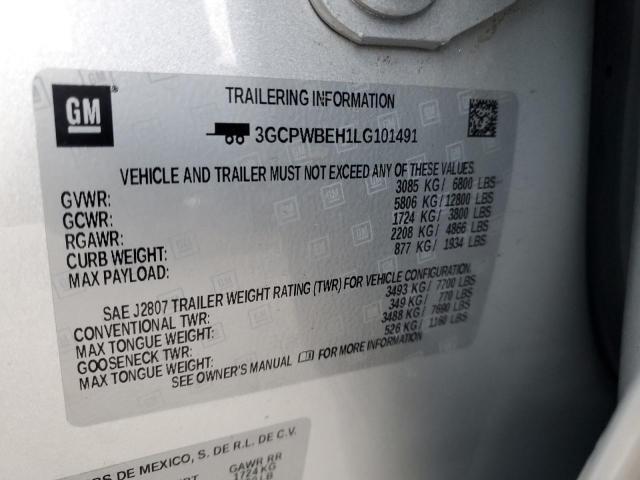 GM
TRAILERING INFORMATION
3GCPWBEH1LG101491
VEHICLE AND TRAILER MUST NOT EXCEED ANY OF THESE VALUES
GVWR: 3085 KG/ 6800 LBS
GCWR: 5806 KG/12800 LBS
RGAWR: 1724 KG/ 3800 LBS
CURB WEIGHT: 2208 KG/ 4866 LBS
MAX PAYLOAD: 877 KG/ 1934 LBS
SAE J2807 TRAILER WEIGHT RATING (TWR) FOR VEHICLE CONFIGURATION.
CONVENTIONAL TWR: 3493 KG/ 7700 LBS
MAX TONGUE WEIGHT: 349 KG/ 770 LBS
GOOSENECK TWR: 3488 KG/ 7690 LBS
MAX TONGUE WEIGHT: 526 KG/ 1160 LBS
SEE OWNER'S MANUAL FOR MORE INFORMATION
DE MEXICO, S. DE R.L. DE C.V.
GAWR RR
1724 KG